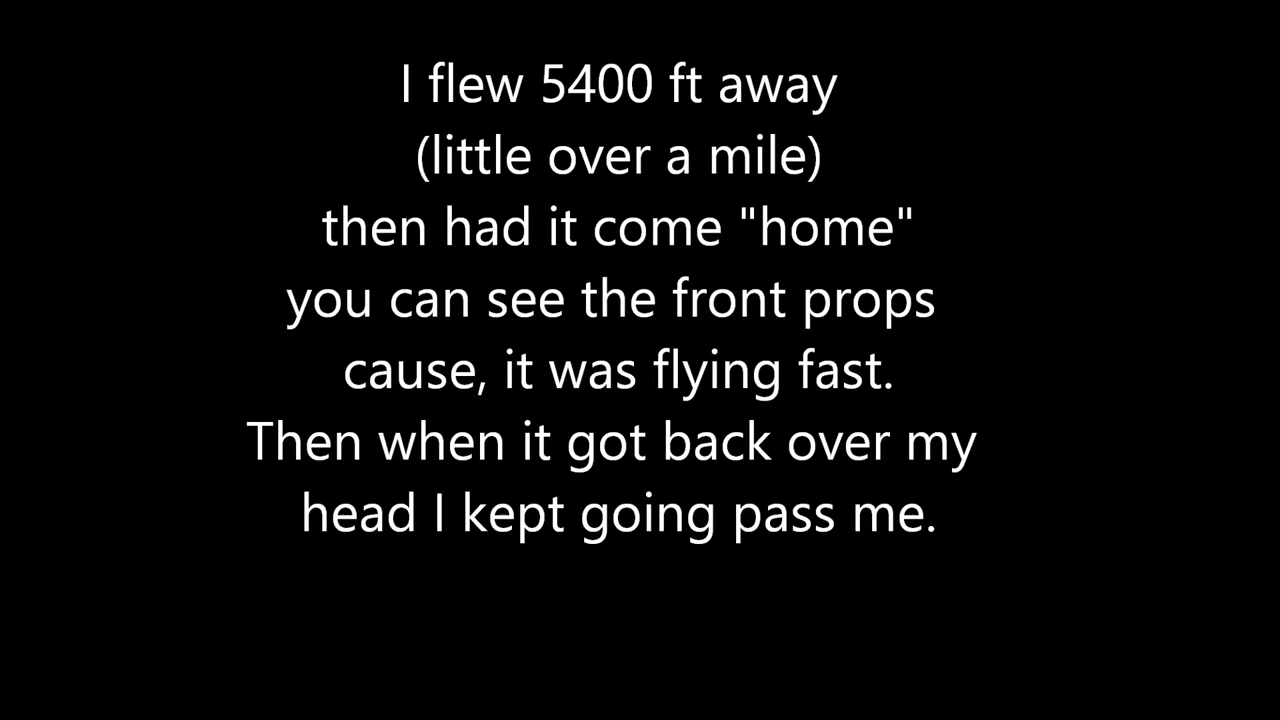 I flew 5400 ft away
(little over a mile)
then had it come "home"
you can see the front props
cause, it was flying fast.
Then when it got back over my
head I kept going pass me.